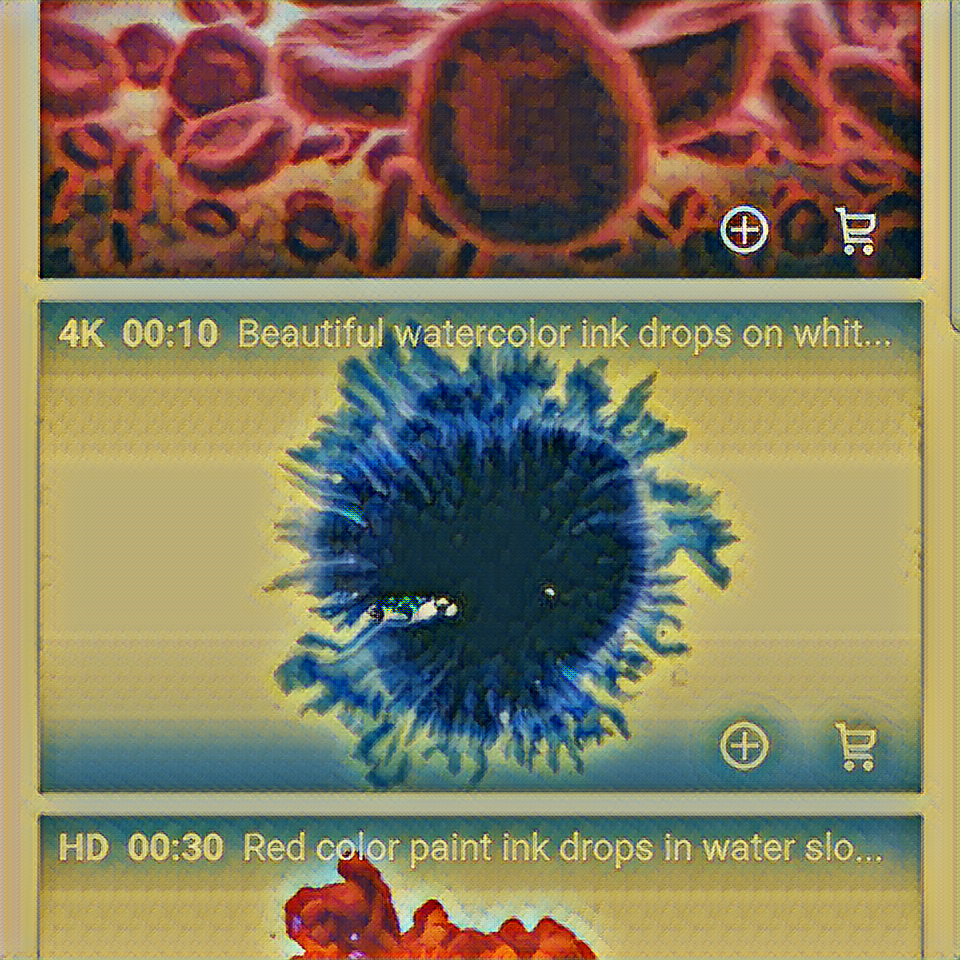 4K 00:10 Beautiful watercolor ink drops on whit...
HD 00:30 Red color paint ink drops in water slo...